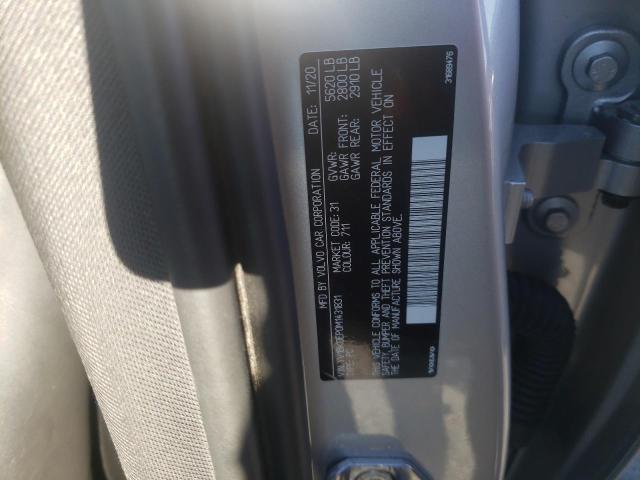 MFD BY VOLVO CAR CORPORATION DATE: 11/20
MARKET CODE: 31
COLOUR: 711
GVWR: 5620 LB
GAWR FRONT: 2800 LB
GAWR REAR: 2910 LB
THIS VEHICLE CONFORMS TO ALL APPLICABLE FEDERAL MOTOR VEHICLE
SAFETY, BUMPER AND THEFT PREVENTION STANDARDS IN EFFECT ON
THE DATE OF MANUFACTURE SHOWN ABOVE.
VOLVO 31689476